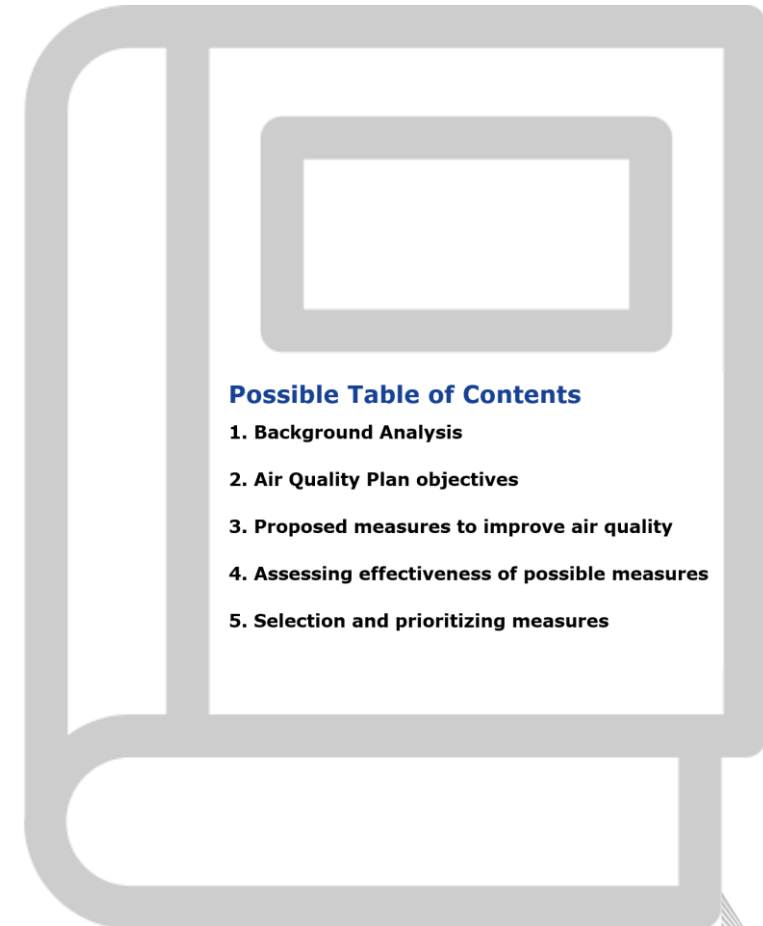 Possible Table of Contents
1. Background Analysis
2. Air Quality Plan objectives
3. Proposed measures to improve air quality
4. Assessing effectiveness of possible measures
5. Selection and prioritizing measures